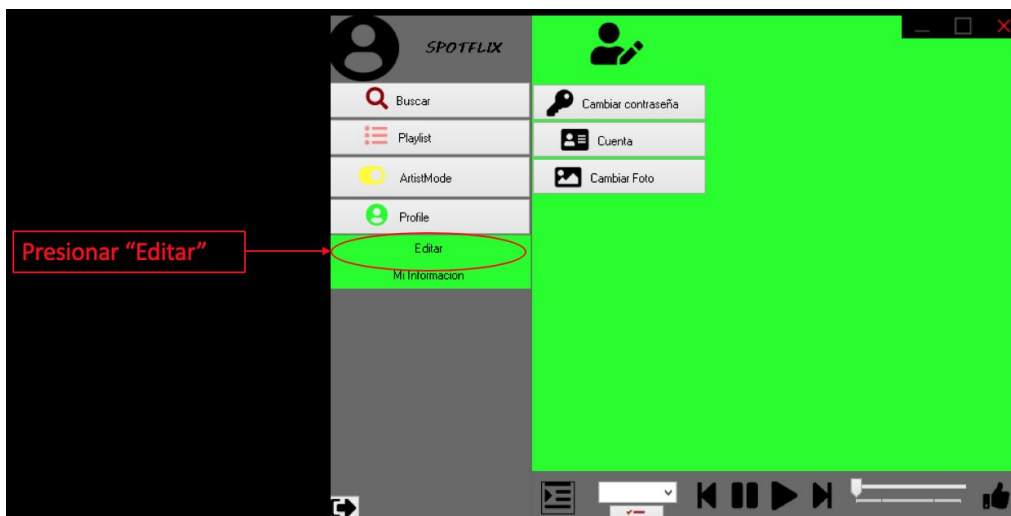 SPOTFLIX
Buscar
Playlist
ArtistMode
Profile
Editar
Mi Informacion
Cambiar contraseña
Cuenta
Cambiar Foto
Presionar “Editar”